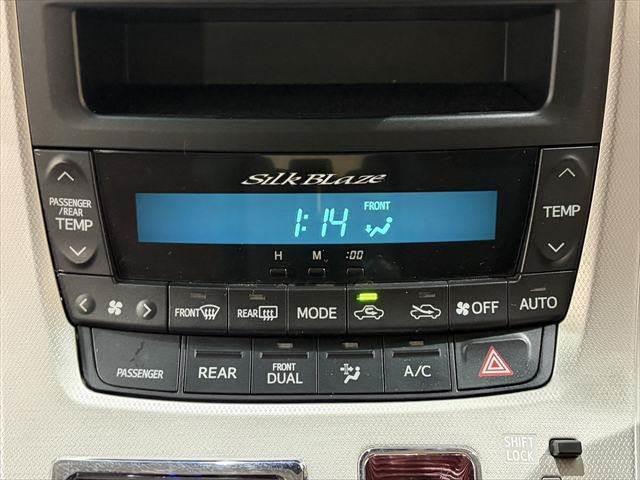 SilkBlaze
PASSENGER
/REAR
TEMP
1:14
FRONT
TEMP
H M :00
FRONT
REAR
MODE
OFF
AUTO
PASSENGER
REAR
FRONT
DUAL
A/C
SHIFT
LOCK